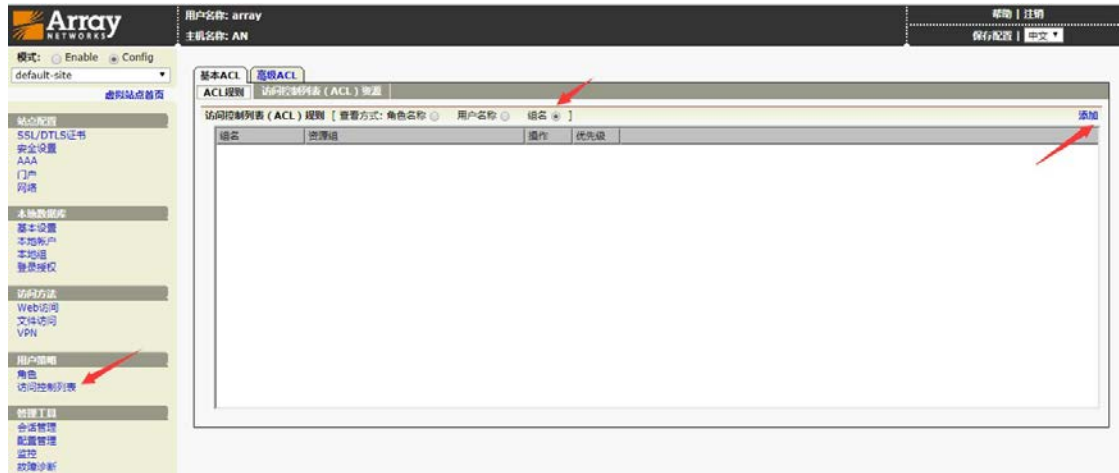 Array
NETWORKS
用户名称: array
主机名称: AN
帮助 | 注销
保存配置 | 中文
模式: Enable Config
default-site
虚拟站点首页
站点配置
SSL/DTLS证书
安全设置
AAA
门户
网络
本地数据库
基本设置
本地帐户
本地组
登录授权
访问方法
Web访问
文件访问
VPN
用户策略
角色
访问控制列表
管理工具
会话管理
配置管理
监控
故障诊断
基本ACL 高级ACL
ACL规则 访问控制列表 ( ACL ) 资源
访问控制列表 ( ACL ) 规则 [ 查看方式: 角色名称 用户名称 组名 ] 添加
组名 资源组 操作 优先级